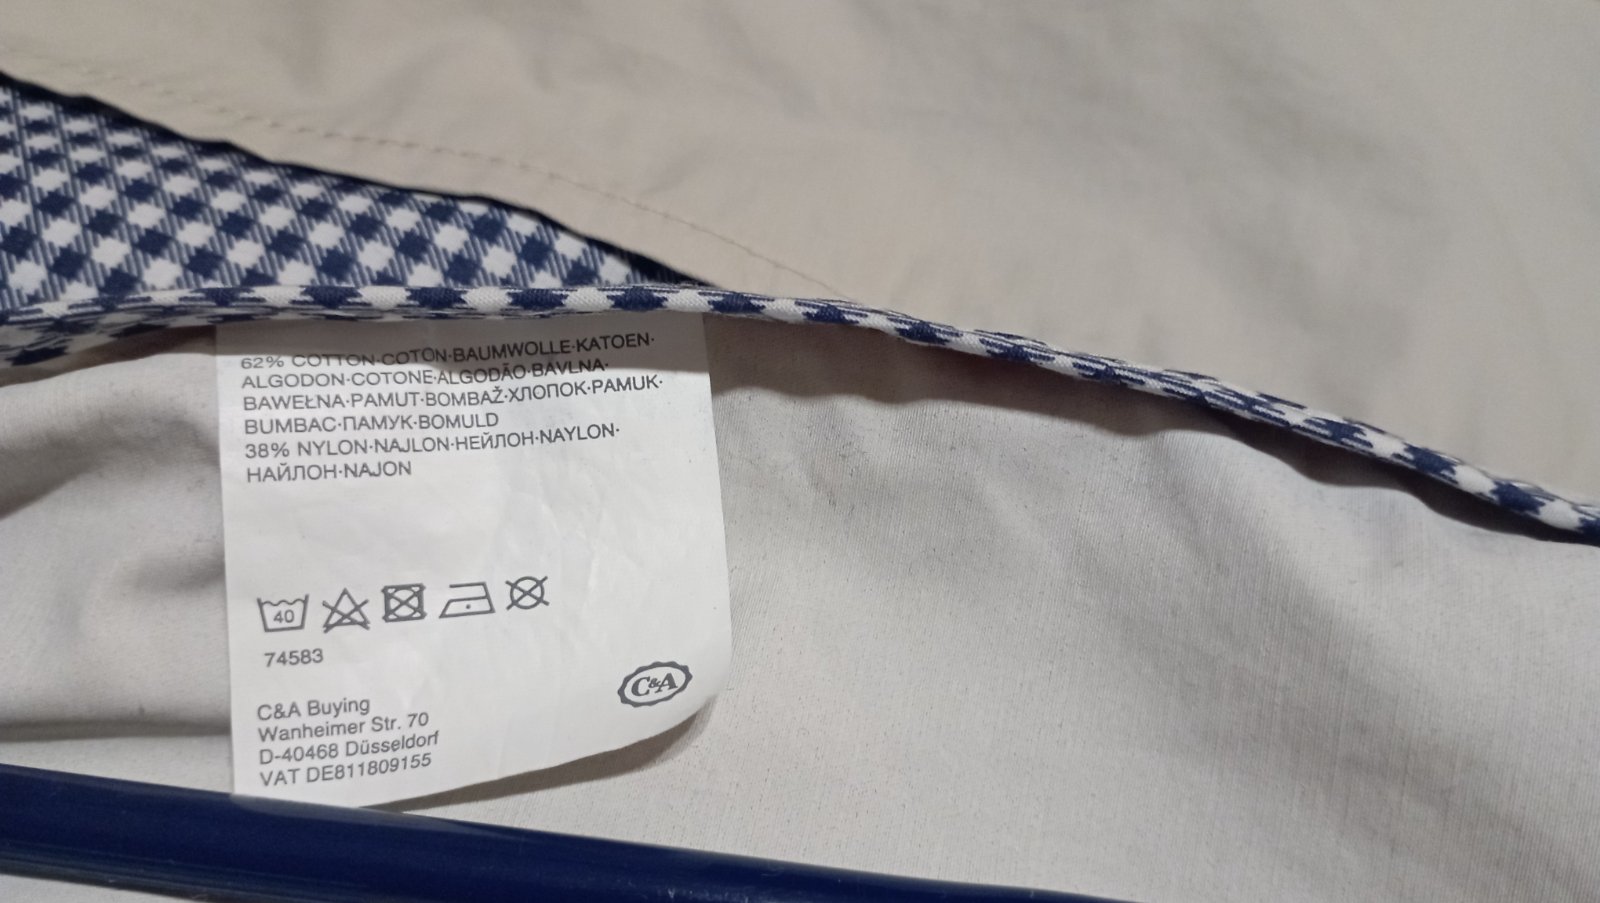 62% COTTON·COTON·BAUMWOLLE·KATOEN·
ALGODON·COTONE·ALGODÃO·BAVLNA·
BAWEŁNA·PAMUT·BOMBAŽ·ХЛОПОК·PAMUK·
BUMBAC·ПАМУК·BOMULD
38% NYLON·NAJLON·НЕЙЛОН·NAYLON·
НАЙЛОН·NAJON
40
74583
C&A Buying
Wanheimer Str. 70
D-40468 Düsseldorf
VAT DE811809155
C&A